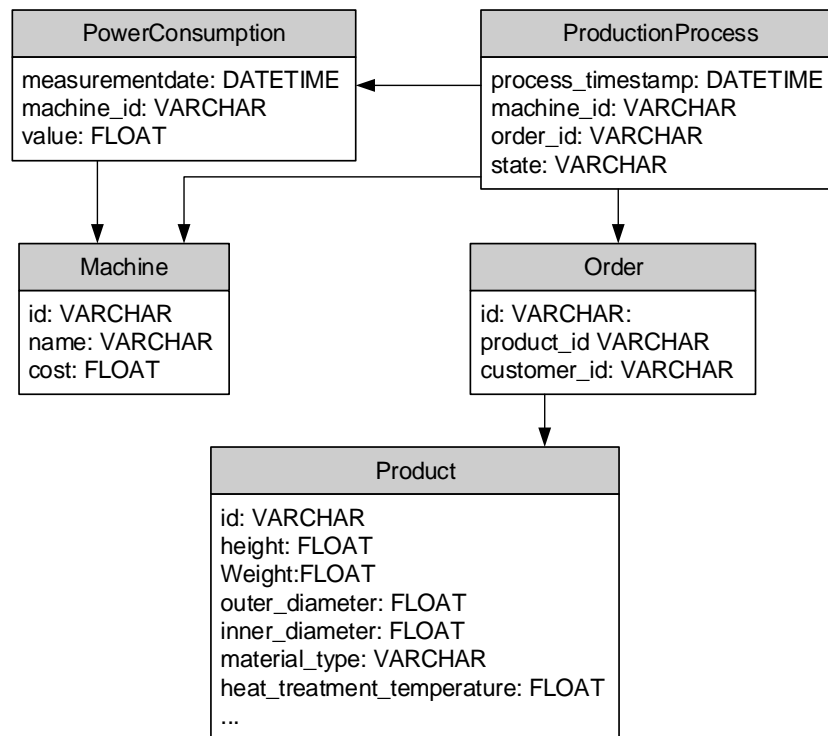 PowerConsumption
measurementdate: DATETIME
machine_id: VARCHAR
value: FLOAT
ProductionProcess
process_timestamp: DATETIME
machine_id: VARCHAR
order_id: VARCHAR
state: VARCHAR
Machine
id: VARCHAR
name: VARCHAR
cost: FLOAT
Order
id: VARCHAR:
product_id VARCHAR
customer_id: VARCHAR
Product
id: VARCHAR
height: FLOAT
Weight:FLOAT
outer_diameter: FLOAT
inner_diameter: FLOAT
material_type: VARCHAR
heat_treatment_temperature: FLOAT
...